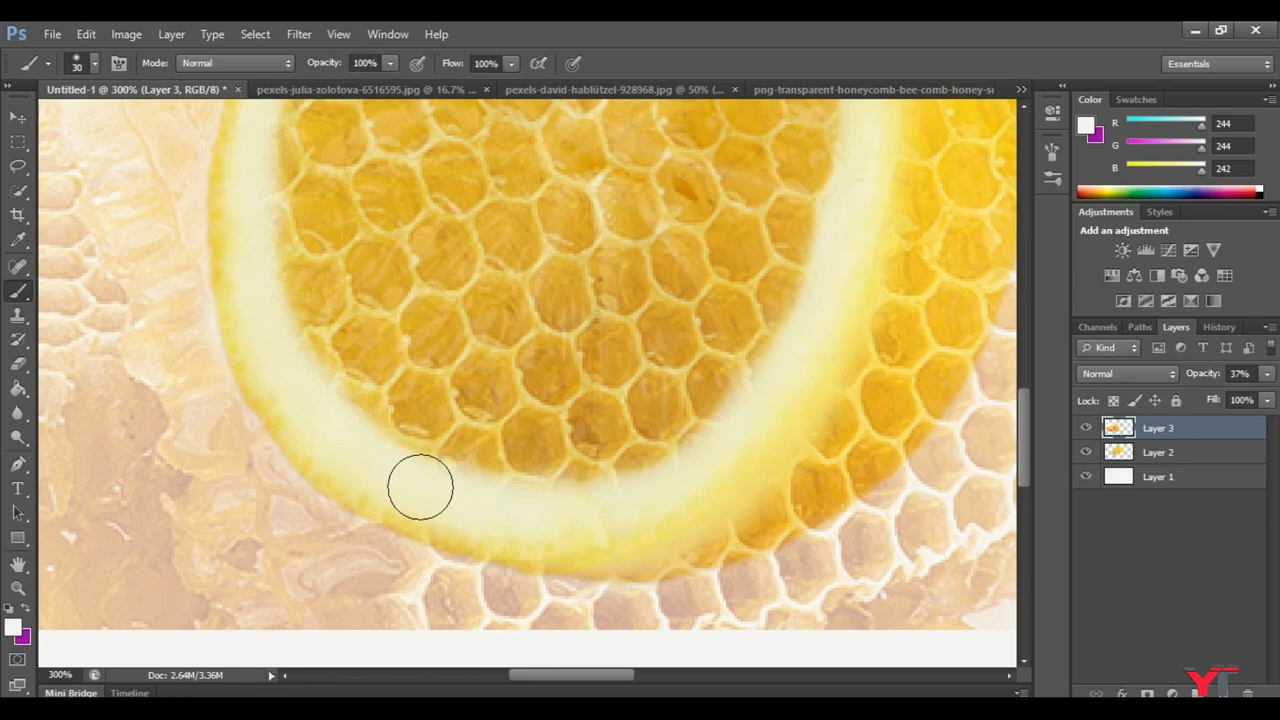 Ps File Edit Image Layer Type Select Filter View Window Help
30 Mode: Normal Opacity: 100% Flow: 100% Essentials
Untitled-1 @ 300% (Layer 3, RGB/8) * × pexels-julia-zolotova-6516595.jpg @ 16.7% ... × pexels-david-hablützel-928968.jpg @ 50% (... × png-transparent-honeycomb-bee-comb-honey-su
Color Swatches
R 244
G 244
B 242
Adjustments Styles
Add an adjustment
Channels Paths Layers History
Kind
Normal Opacity: 37%
Lock: Fill: 100%
Layer 3
Layer 2
Layer 1
300% Doc: 2.64M/3.36M
Mini Bridge Timeline
YT